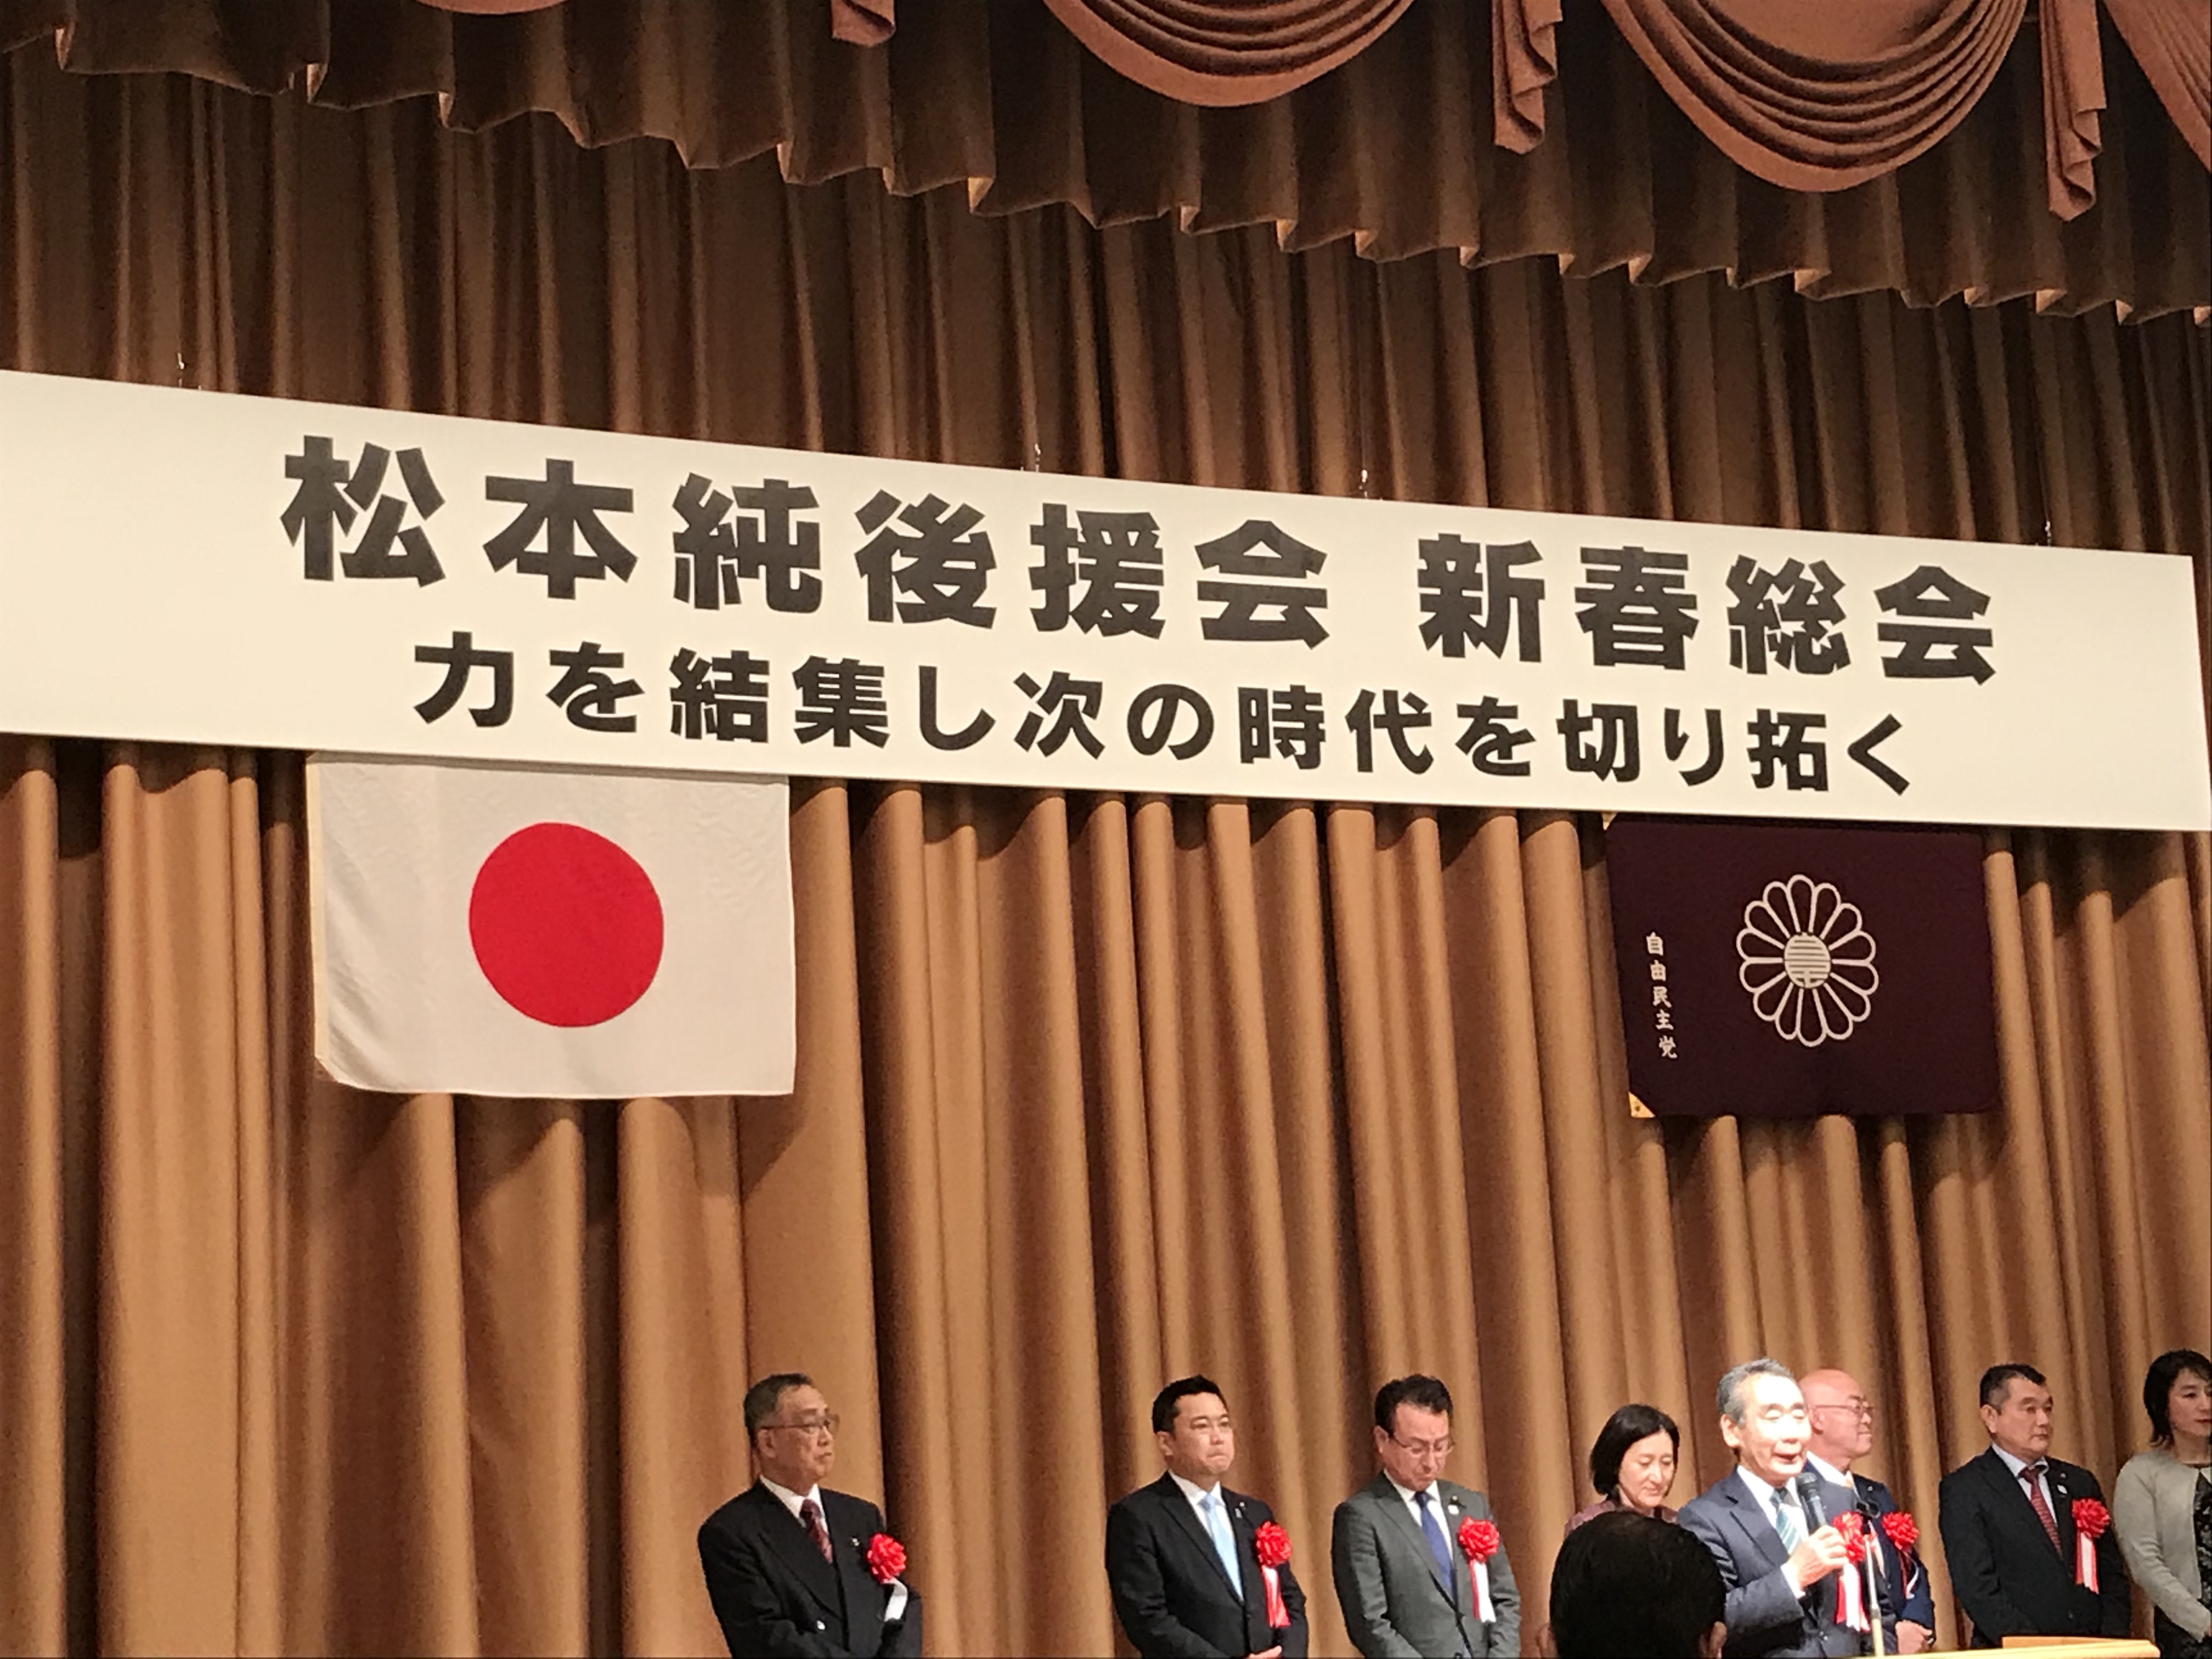 松本純後援会 新春総会
力を結集し次の時代を切り拓く
自由民主党